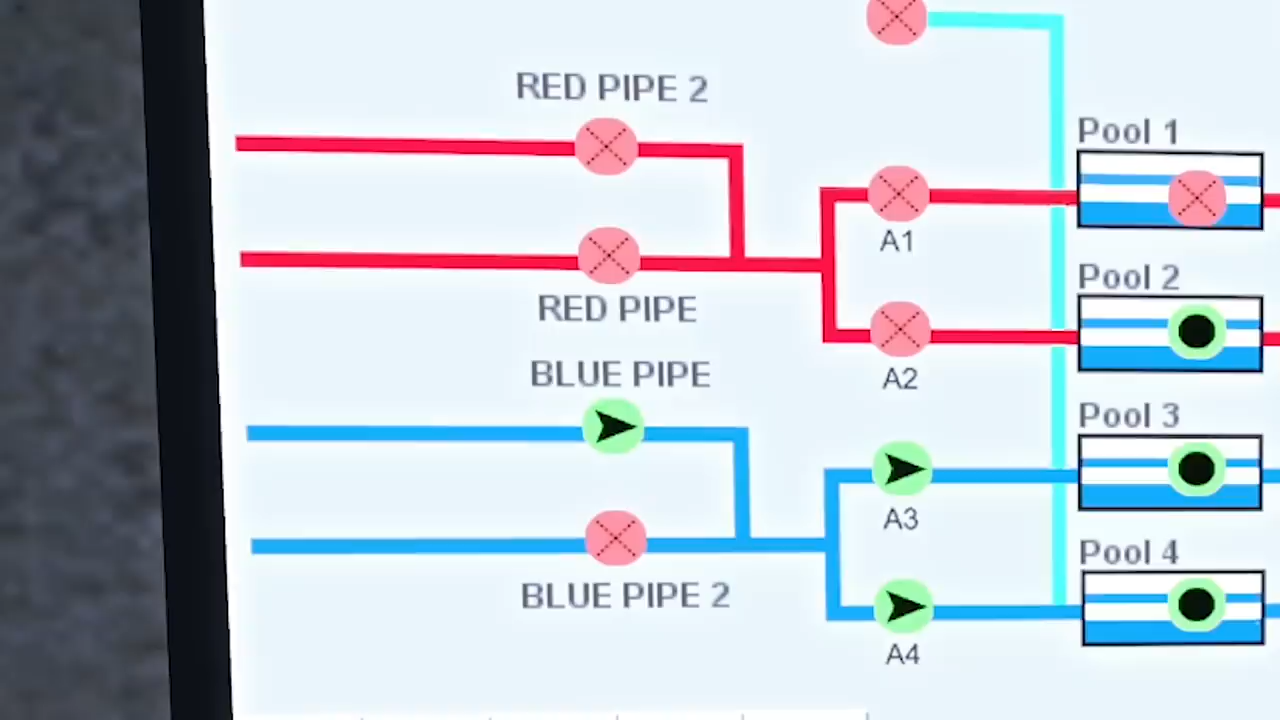 RED PIPE 2
Pool 1
A1
Pool 2
RED PIPE
BLUE PIPE
A2
Pool 3
A3
Pool 4
BLUE PIPE 2
A4